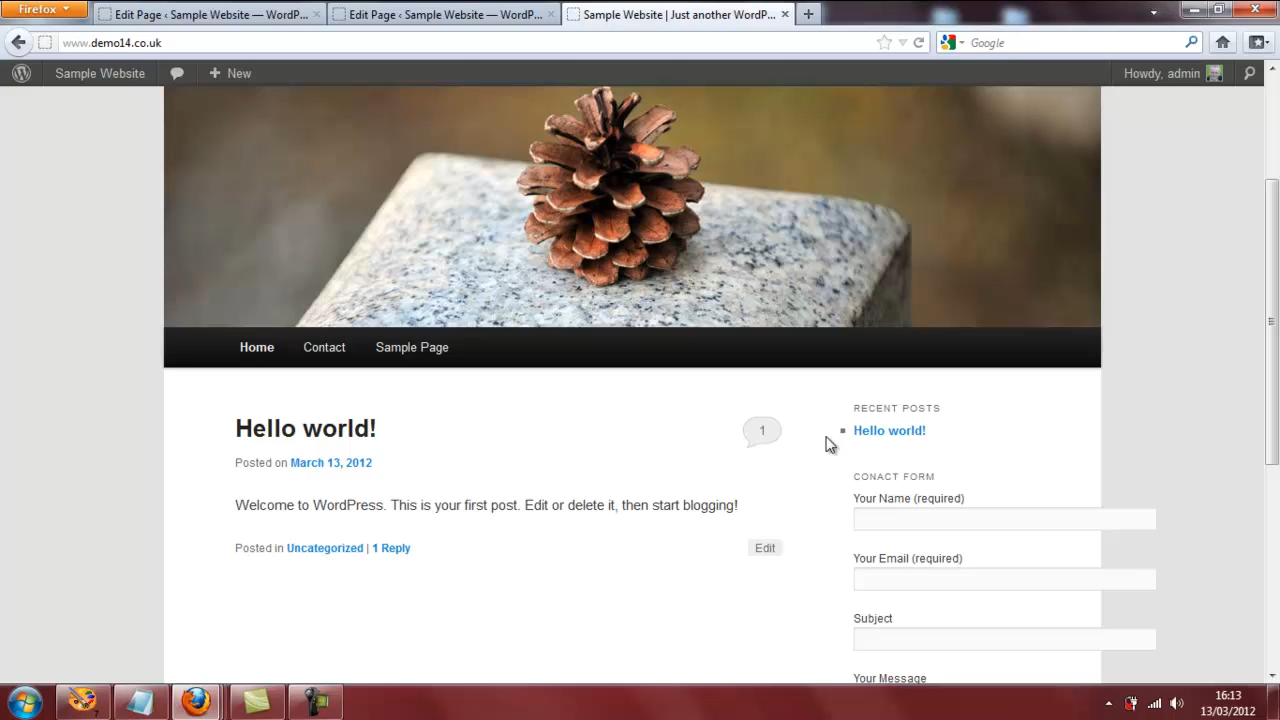 Firefox
Edit Page ‹ Sample Website — WordP...
Edit Page ‹ Sample Website — WordP...
Sample Website | Just another WordP...
www.demo14.co.uk
Google
Sample Website
New
Howdy, admin
Home
Contact
Sample Page
Hello world!
1
Posted on March 13, 2012
Welcome to WordPress. This is your first post. Edit or delete it, then start blogging!
Posted in Uncategorized | 1 Reply
Edit
RECENT POSTS
Hello world!
CONACT FORM
Your Name (required)
Your Email (required)
Subject
Your Message
16:13
13/03/2012